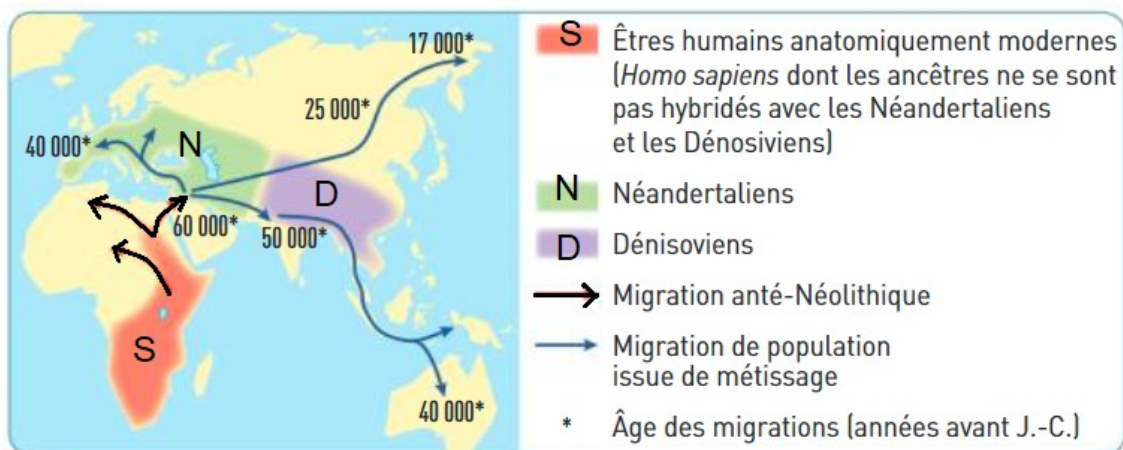 17 000*
25 000*
40 000*
N
D
60 000*
50 000*
S
40 000*
S Êtres humains anatomiquement modernes
(Homo sapiens dont les ancêtres ne se sont
pas hybridés avec les Néandertaliens
et les Dénosiviens)
N Néandertaliens
D Dénisoviens
Migration anté-Néolithique
Migration de population
issue de métissage
* Âge des migrations (années avant J.-C.)